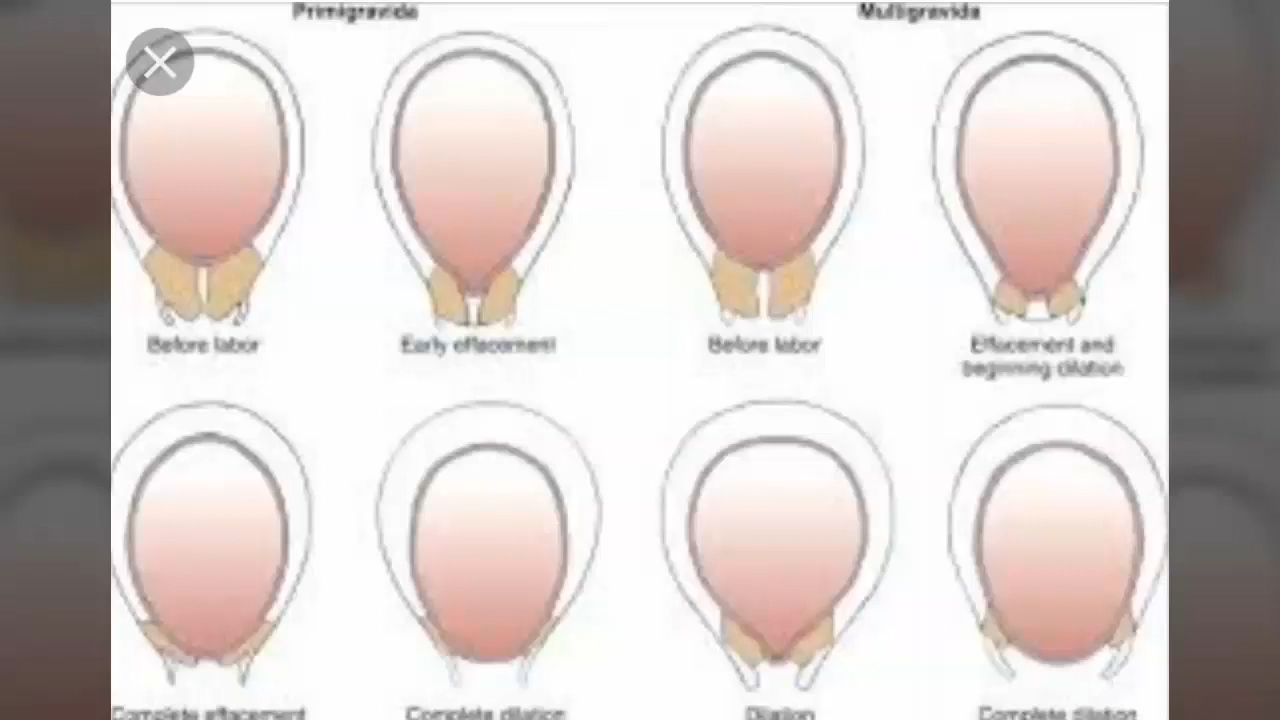 Primigravida
Multigravida
Before labor
Early effacement
Before labor
Effacement and
beginning dilation
Complete effacement
Complete dilation
Dilation
Complete dilation